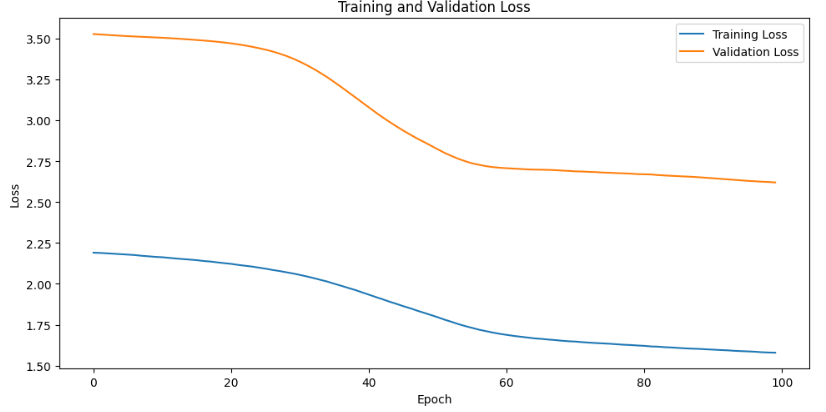 Training and Validation Loss
Training Loss
Validation Loss
3.50
3.25
3.00
2.75
2.50
2.25
2.00
1.75
1.50
Loss
0 20 40 60 80 100
Epoch